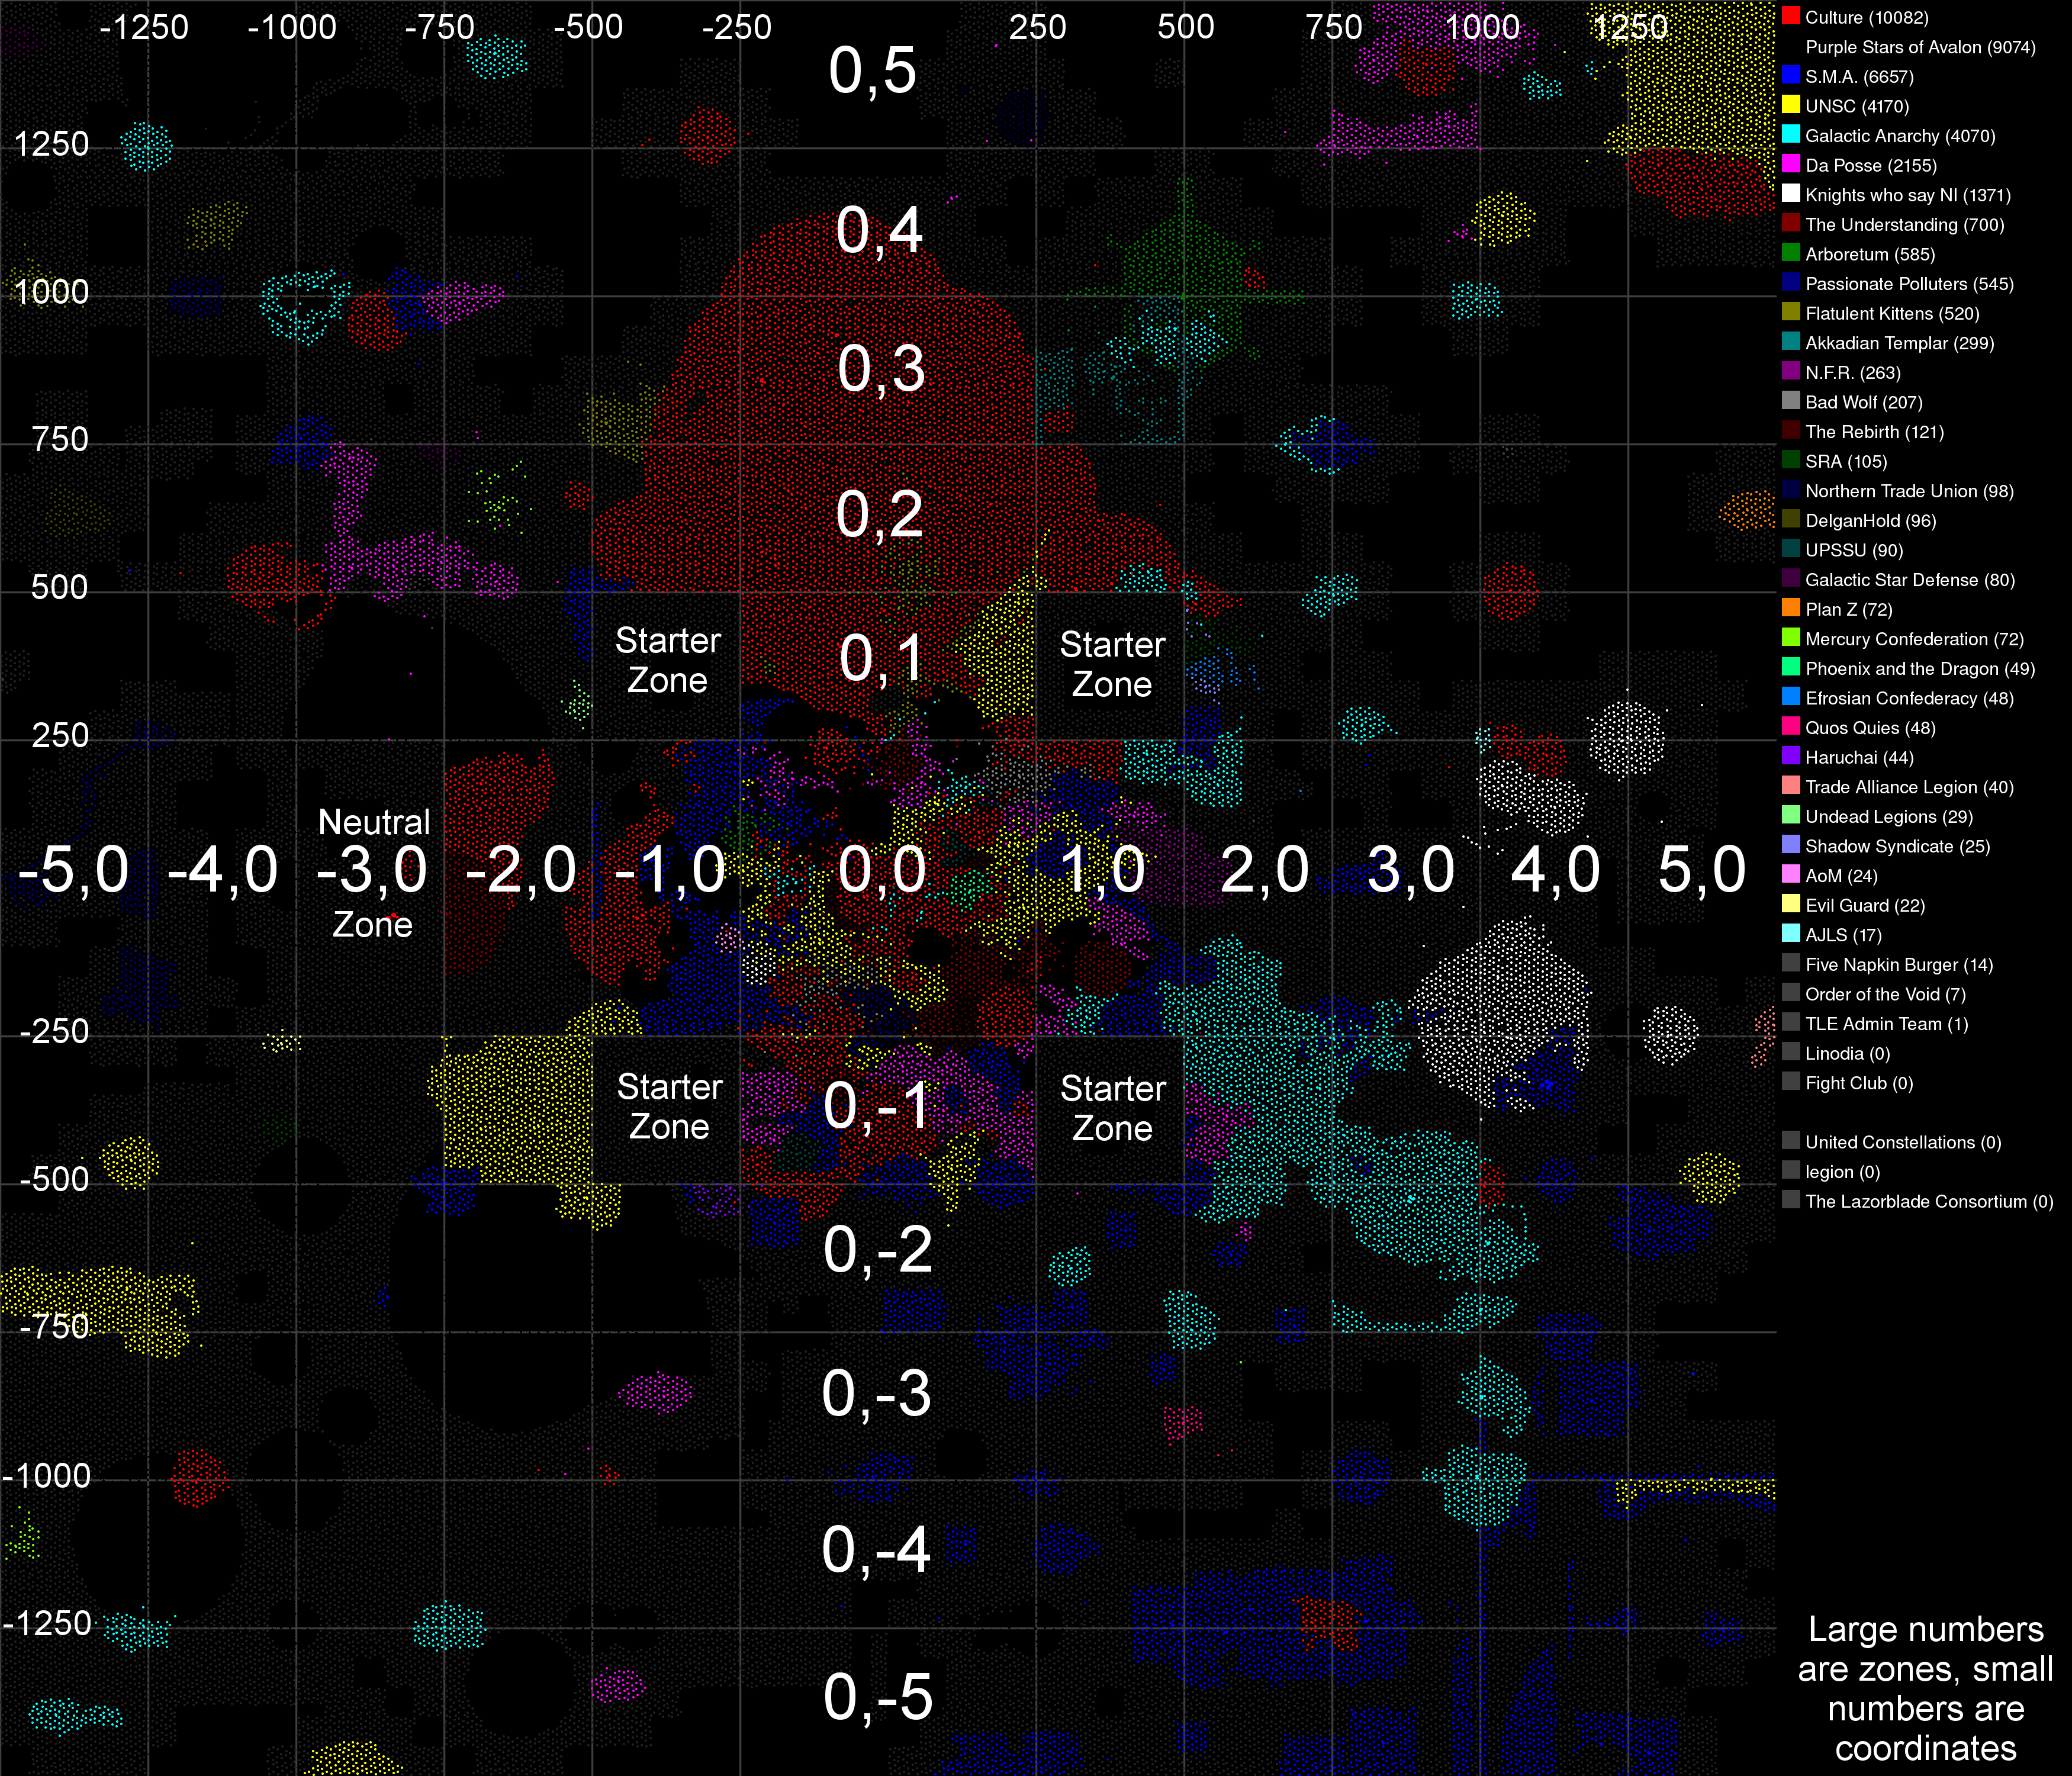 -1250 -1000 -750 -500 -250 250 500 750 1000 1250
0,5
1250
0,4
1000
0,3
750
0,2
500
Starter
Zone
0,1
Starter
Zone
250
Neutral
Zone
-5,0 -4,0 -3,0 -2,0 -1,0 0,0 1,0 2,0 3,0 4,0 5,0
-250
Starter
Zone
0,-1
Starter
Zone
-500
0,-2
-750
0,-3
-1000
0,-4
-1250
0,-5
Culture (10082)
Purple Stars of Avalon (9074)
S.M.A. (6657)
UNSC (4170)
Galactic Anarchy (4070)
Da Posse (2155)
Knights who say NI (1371)
The Understanding (700)
Arboretum (585)
Passionate Polluters (545)
Flatulent Kittens (520)
Akkadian Templar (299)
N.F.R. (263)
Bad Wolf (207)
The Rebirth (121)
SRA (105)
Northern Trade Union (98)
DelganHold (96)
UPSSU (90)
Galactic Star Defense (80)
Plan Z (72)
Mercury Confederation (72)
Phoenix and the Dragon (49)
Efrosian Confederacy (48)
Quos Quies (48)
Haruchai (44)
Trade Alliance Legion (40)
Undead Legions (29)
Shadow Syndicate (25)
AoM (24)
Evil Guard (22)
AJLS (17)
Five Napkin Burger (14)
Order of the Void (7)
TLE Admin Team (1)
Linodia (0)
Fight Club (0)
United Constellations (0)
legion (0)
The Lazorblade Consortium (0)
Large numbers
are zones, small
numbers are
coordinates